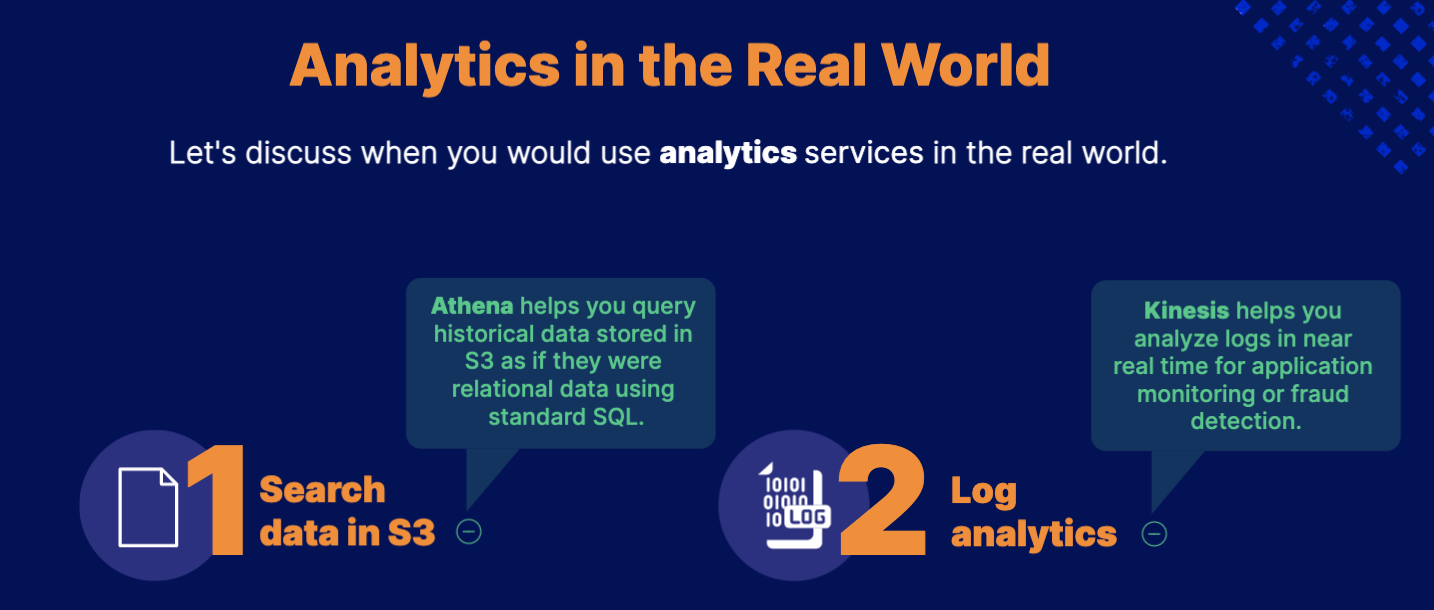 Analytics in the Real World
Let's discuss when you would use analytics services in the real world.
Athena helps you query
historical data stored in
S3 as if they were
relational data using
standard SQL.
Kinesis helps you
analyze logs in near
real time for application
monitoring or fraud
detection.
1
Search
data in S3
10101
01010
10 LOG
2
Log
analytics